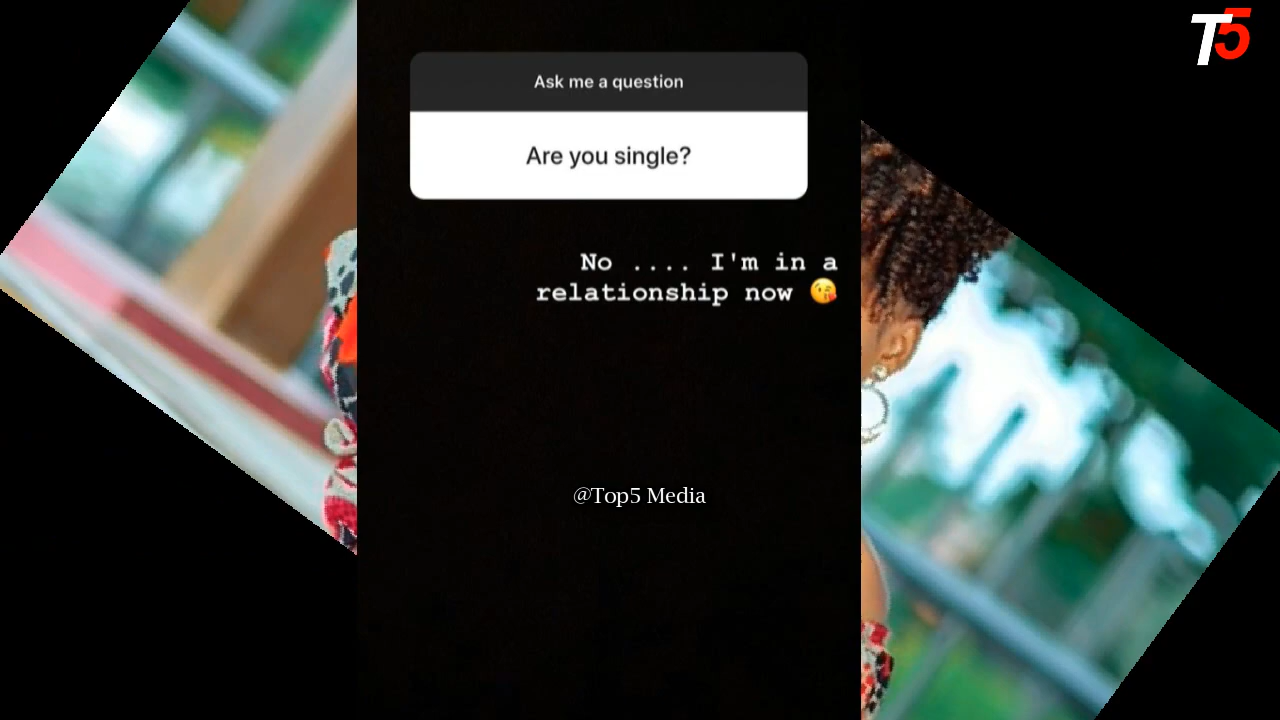 T5
Ask me a question
Are you single?
No .... I'm in a
relationship now 😘
@Top5 Media